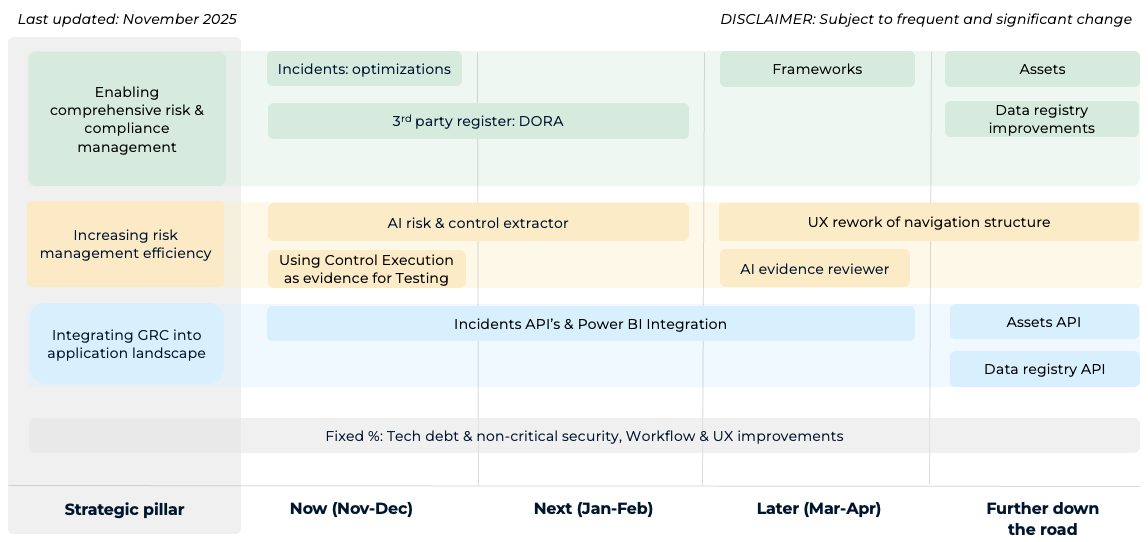 Last updated: November 2025
DISCLAIMER: Subject to frequent and significant change
Enabling
comprehensive risk &
compliance
management
Incidents: optimizations
Frameworks
Assets
3rd party register: DORA
Data registry
improvements
Increasing risk
management efficiency
AI risk & control extractor
UX rework of navigation structure
Using Control Execution
as evidence for Testing
AI evidence reviewer
Integrating GRC into
application landscape
Incidents API’s & Power BI Integration
Assets API
Data registry API
Fixed %: Tech debt & non-critical security, Workflow & UX improvements
Strategic pillar
Now (Nov-Dec)
Next (Jan-Feb)
Later (Mar-Apr)
Further down
the road